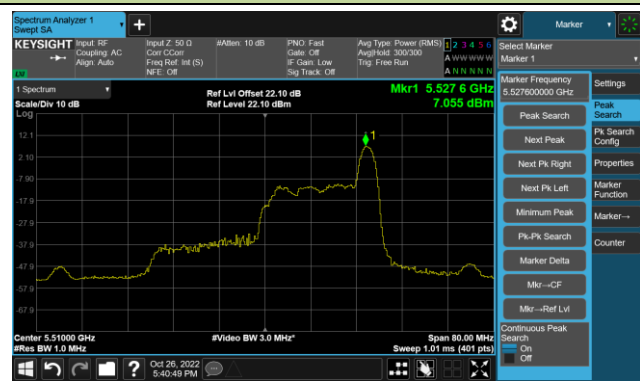 Spectrum Analyzer 1
Swept SA
Marker
KEYSIGHT
Input: RF
Coupling: AC
Align: Auto
Input Z: 50 Ω
Corr CCorr
Freq Ref: Int (S)
NFE: Off
#Atten: 10 dB
PNO: Fast
Gate: Off
IF Gain: Low
Sig Track: Off
Avg Type: Power (RMS)
Avg|Hold: 300/300
Trig: Free Run
1 2 3 4 5 6
A W W W W W
A N N N N N
LXI
Select Marker
Marker 1
1 Spectrum
Scale/Div 10 dB
Log
Ref Lvl Offset 22.10 dB
Ref Level 22.10 dBm
Mkr1 5.527 6 GHz
7.055 dBm
1
12.1
2.10
-7.90
-17.9
-27.9
-37.9
-47.9
-57.9
-67.9
Center 5.51000 GHz
#Res BW 1.0 MHz
#Video BW 3.0 MHz*
Span 80.00 MHz
Sweep 1.01 ms (401 pts)
Marker Frequency
5.527600000 GHz
Peak Search
Next Peak
Next Pk Right
Next Pk Left
Minimum Peak
Pk-Pk Search
Marker Delta
Mkr→CF
Mkr→Ref Lvl
Continuous Peak
Search
On
Off
Settings
Peak
Search
Pk Search
Config
Properties
Marker
Function
Marker→
Counter
?
Oct 26, 2022
5:40:49 PM